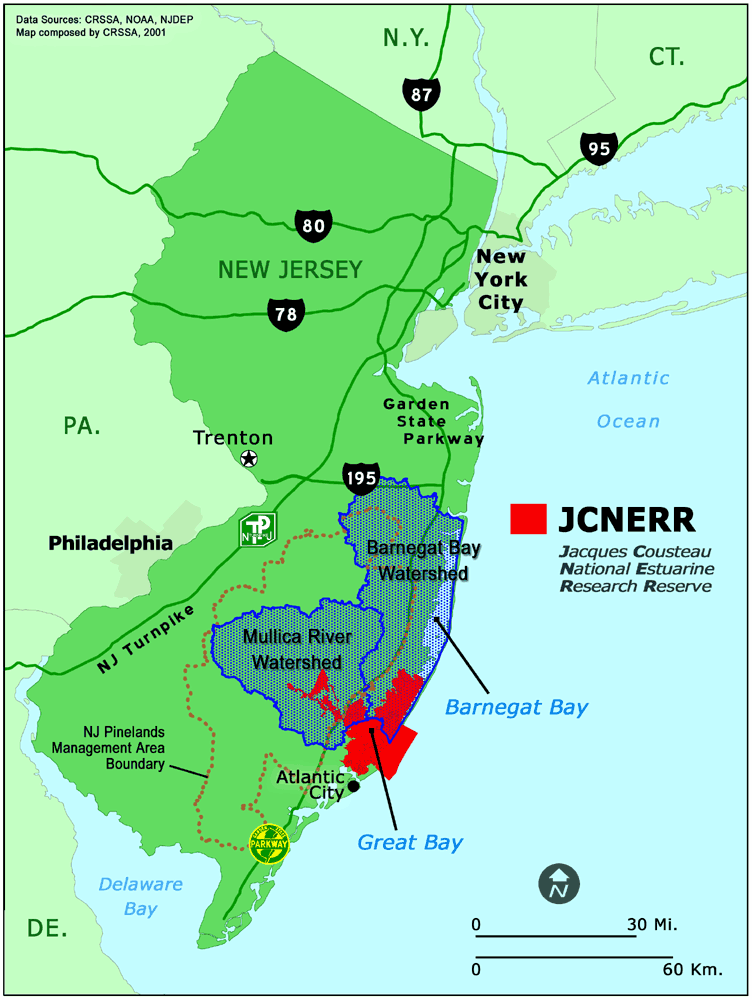 Data Sources: CRSSA, NOAA, NJDEP
Map composed by CRSSA, 2001
N.Y.
CT.
87
95
80
NEW JERSEY
New
York
City
78
Atlantic
Ocean
Garden
State
Parkway
PA.
Trenton
195
JCNERR
Jacques Cousteau
National Estuarine
Research Reserve
Philadelphia
TP
N J
Barnegat Bay
Watershed
NJ Turnpike
Mullica River
Watershed
Barnegat Bay
NJ Pinelands
Management Area
Boundary
Atlantic
City
Great Bay
GARDEN STATE
PARKWAY
Delaware
Bay
N
DE.
0 30 Mi.
0 60 Km.